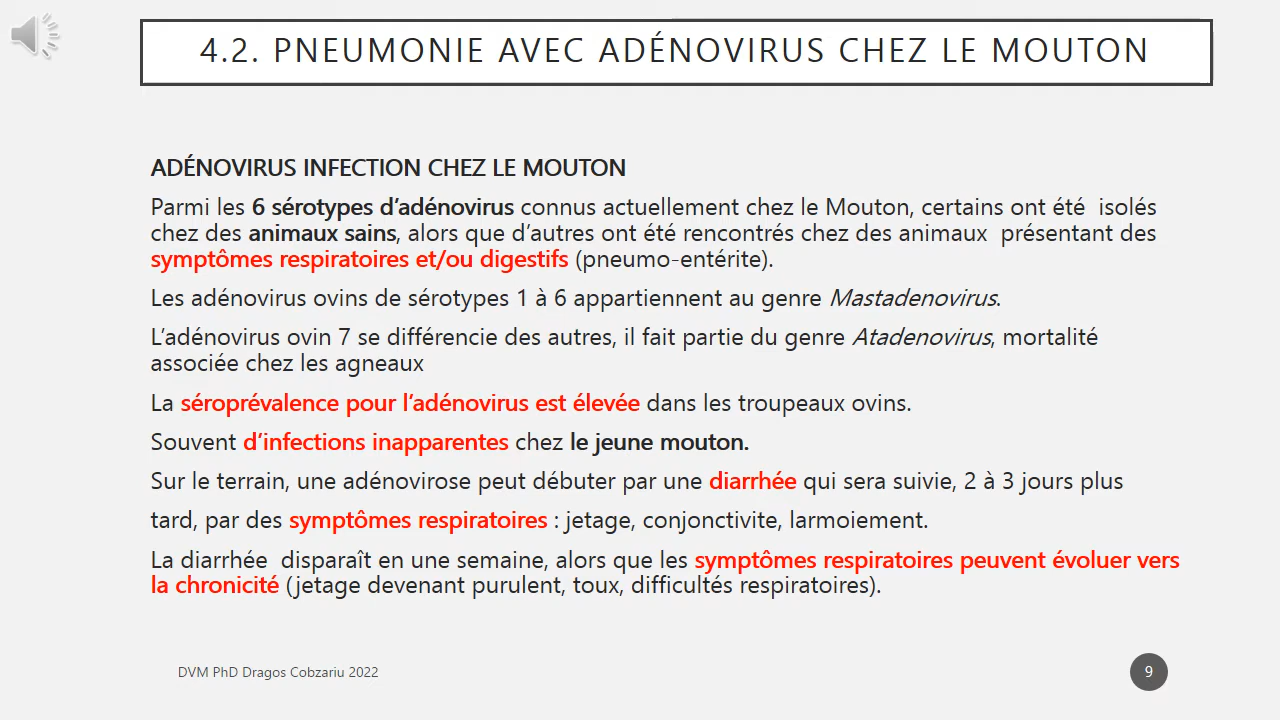 4.2. PNEUMONIE AVEC ADÉNOVIRUS CHEZ LE MOUTON
ADÉNOVIRUS INFECTION CHEZ LE MOUTON
Parmi les 6 sérotypes d'adénovirus connus actuellement chez le Mouton, certains ont été isolés
chez des animaux sains, alors que d'autres ont été rencontrés chez des animaux présentant des
symptômes respiratoires et/ou digestifs (pneumo-entérite).
Les adénovirus ovins de sérotypes 1 à 6 appartiennent au genre Mastadenovirus.
L'adénovirus ovin 7 se différencie des autres, il fait partie du genre Atadenovirus, mortalité
associée chez les agneaux
La séroprévalence pour l'adénovirus est élevée dans les troupeaux ovins.
Souvent d'infections inapparentes chez le jeune mouton.
Sur le terrain, une adénovirose peut débuter par une diarrhée qui sera suivie, 2 à 3 jours plus
tard, par des symptômes respiratoires : jetage, conjonctivite, larmoiement.
La diarrhée disparaît en une semaine, alors que les symptômes respiratoires peuvent évoluer vers
la chronicité (jetage devenant purulent, toux, difficultés respiratoires).
DVM PhD Dragos Cobzariu 2022
9